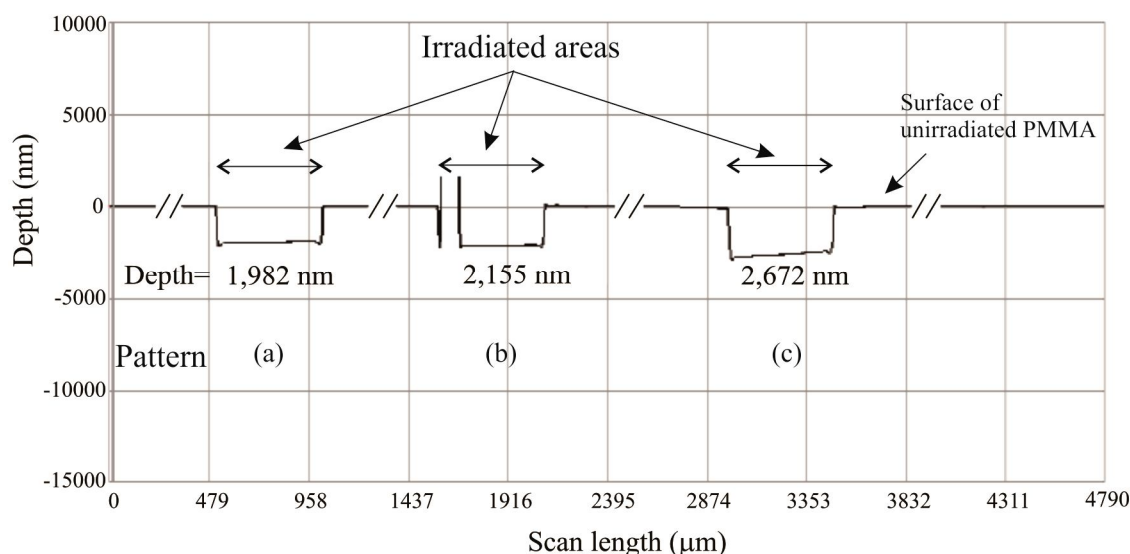 10000
Irradiated areas
5000
Surface of
unirradiated PMMA
Depth (nm)
0
Depth= 1,982 nm 2,155 nm 2,672 nm
-5000
Pattern (a) (b) (c)
-10000
-15000
0 479 958 1437 1916 2395 2874 3353 3832 4311 4790
Scan length (μm)